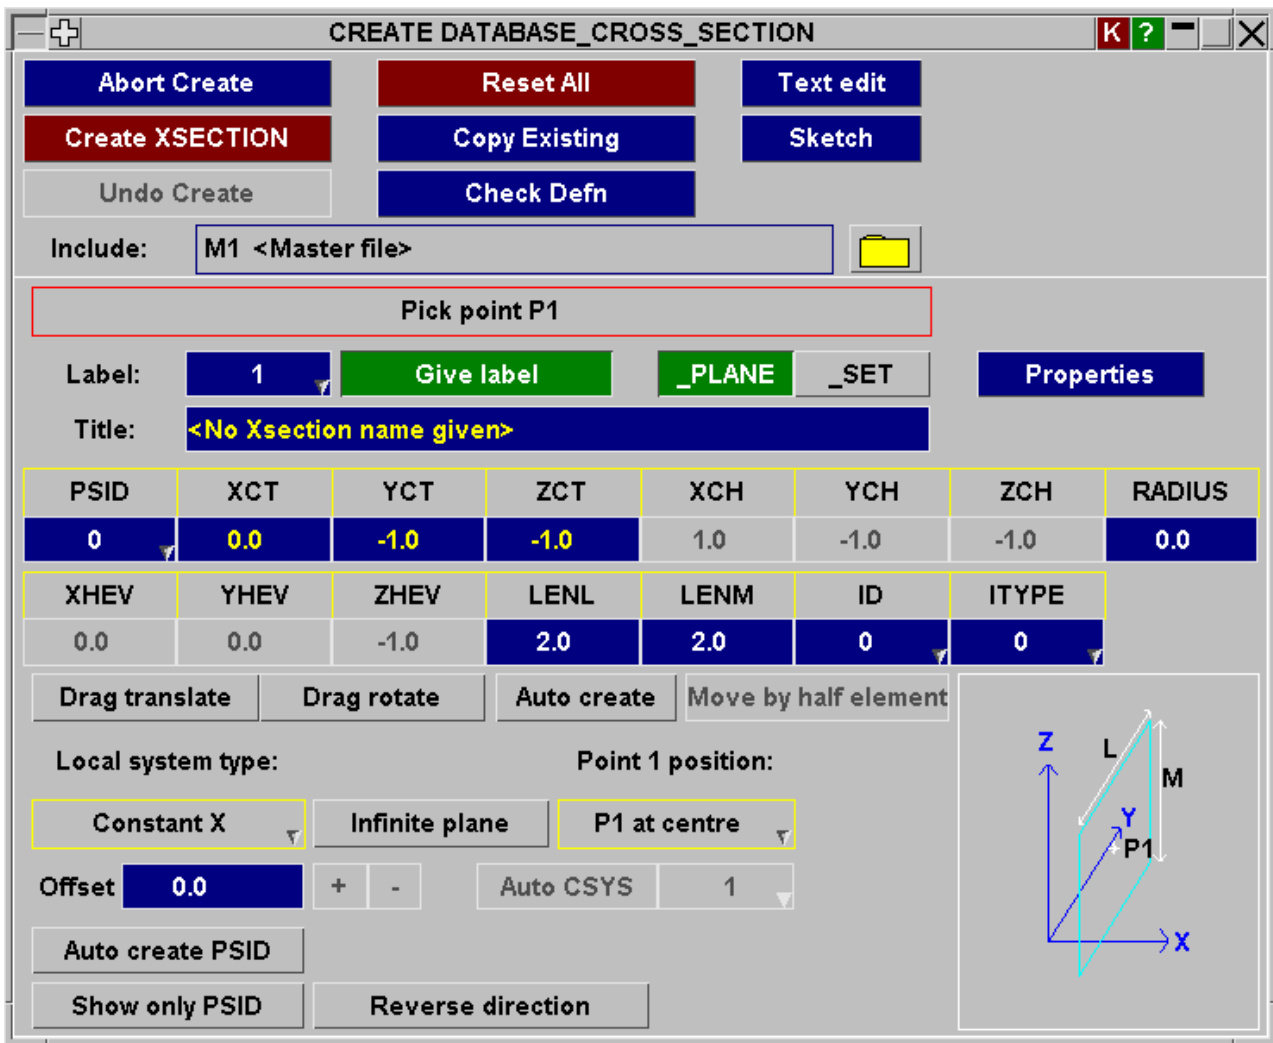 CREATE DATABASE_CROSS_SECTION K ?
Abort Create Reset All Text edit
Create XSECTION Copy Existing Sketch
Undo Create Check Defn
Include: M1 <Master file>
Pick point P1
Label: 1 Give label _PLANE _SET Properties
Title: <No Xsection name given>
PSID XCT YCT ZCT XCH YCH ZCH RADIUS
0 0.0 -1.0 -1.0 1.0 -1.0 -1.0 0.0
XHEV YHEV ZHEV LENL LENM ID ITYPE
0.0 0.0 -1.0 2.0 2.0 0 0
Drag translate Drag rotate Auto create Move by half element
Local system type: Point 1 position:
Constant X Infinite plane P1 at centre
Offset 0.0 + - Auto CSYS 1
Auto create PSID
Show only PSID Reverse direction
Z L
M
Y
P1
X